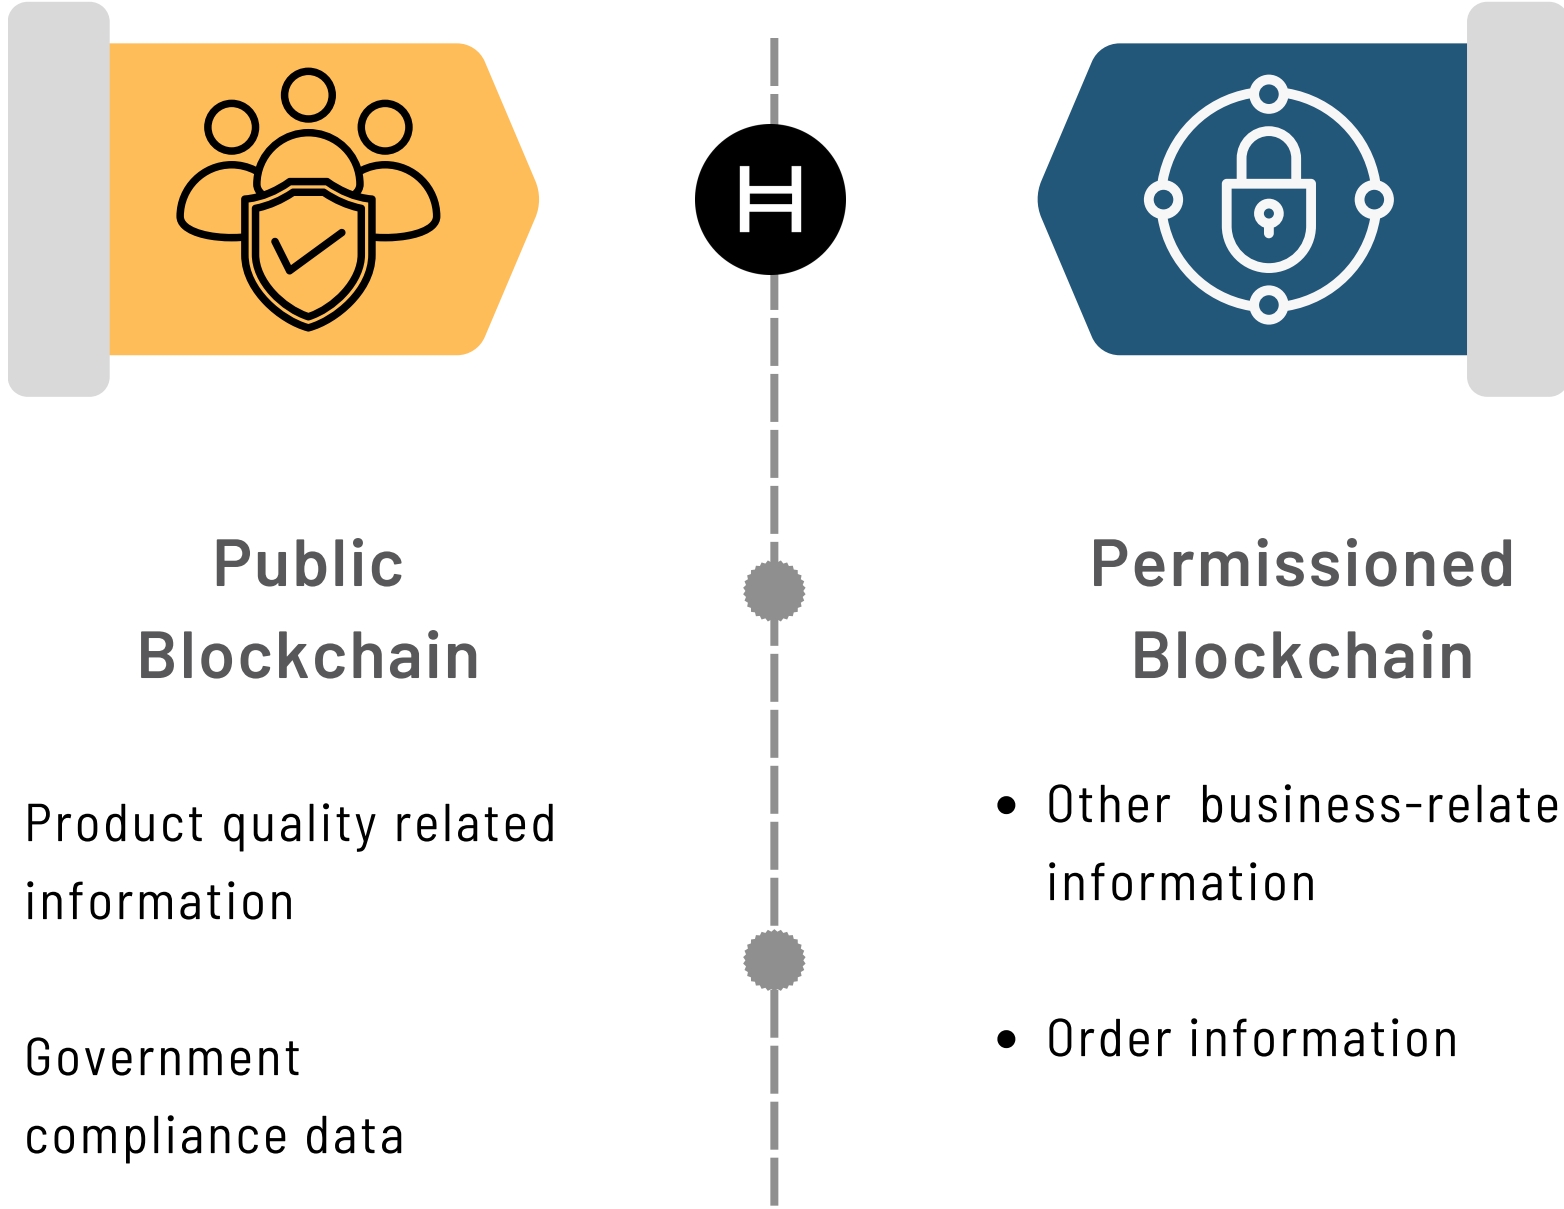 Public
Blockchain
Product quality related
information
Government
compliance data
Permissioned
Blockchain
• Other business-relate
information
• Order information